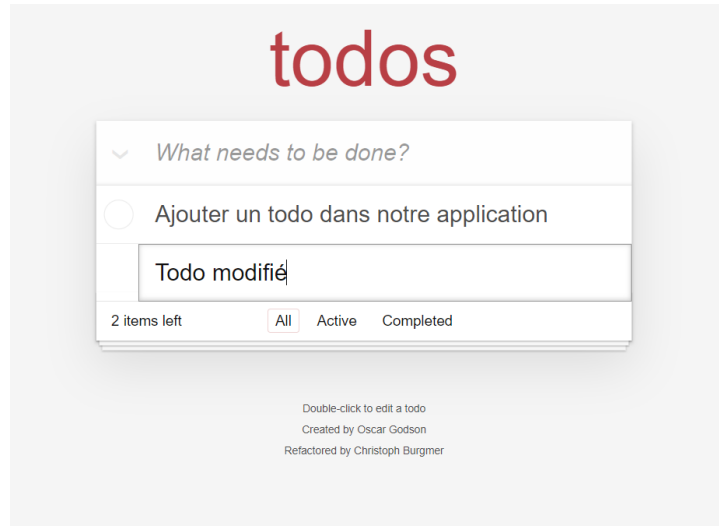 todos
What needs to be done?
Ajouter un todo dans notre application
Todo modifié
2 items left All Active Completed
Double-click to edit a todo
Created by Oscar Godson
Refactored by Christoph Burgmer